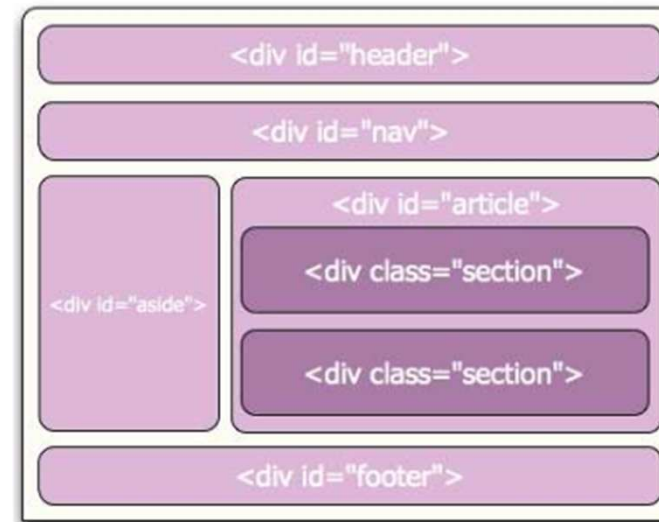 <div id="header">
<div id="nav">
<div id="aside">
<div id="article">
<div class="section">
<div class="section">
<div id="footer">